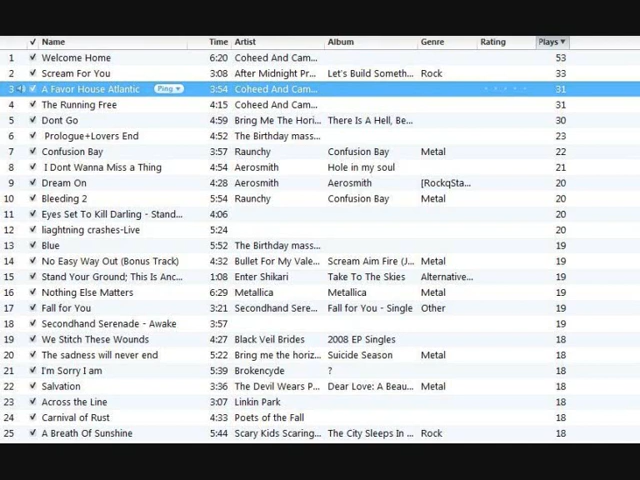 ✓ Name Time Artist Album Genre Rating Plays ▼
1 ✓ Welcome Home 6:20 Coheed And Cam... 53
2 ✓ Scream For You 3:08 After Midnight Pr... Let's Build Someth... Rock 33
3 ✓ A Favor House Atlantic Ping ▼ 3:54 Coheed And Cam... 31
4 ✓ The Running Free 4:15 Coheed And Cam... 31
5 ✓ Dont Go 4:59 Bring Me The Hori... There Is A Hell, Be... 30
6 ✓ Prologue+Lovers End 4:52 The Birthday mass... 23
7 ✓ Confusion Bay 3:57 Raunchy Confusion Bay Metal 22
8 ✓ I Dont Wanna Miss a Thing 4:54 Aerosmith Hole in my soul 21
9 ✓ Dream On 4:28 Aerosmith Aerosmith [RockqSta... 20
10 ✓ Bleeding 2 5:54 Raunchy Confusion Bay Metal 20
11 ✓ Eyes Set To Kill Darling - Stand... 4:06 20
12 ✓ liaghtning crashes-Live 5:24 20
13 ✓ Blue 5:52 The Birthday mass... 19
14 ✓ No Easy Way Out (Bonus Track) 4:32 Bullet For My Vale... Scream Aim Fire (J... Metal 19
15 ✓ Stand Your Ground; This Is Anc... 1:08 Enter Shikari Take To The Skies Alternative... 19
16 ✓ Nothing Else Matters 6:29 Metallica Metallica Metal 19
17 ✓ Fall for You 3:21 Secondhand Sere... Fall for You - Single Other 19
18 ✓ Secondhand Serenade - Awake 3:57 19
19 ✓ We Stitch These Wounds 4:27 Black Veil Brides 2008 EP Singles 18
20 ✓ The sadness will never end 5:22 Bring me the horiz... Suicide Season Metal 18
21 ✓ I'm Sorry I am 5:39 Brokencyde ? 18
22 ✓ Salvation 3:36 The Devil Wears P... Dear Love: A Beau... Metal 18
23 ✓ Across the Line 3:07 Linkin Park 18
24 ✓ Carnival of Rust 4:33 Poets of the Fall 18
25 ✓ A Breath Of Sunshine 5:44 Scary Kids Scaring... The City Sleeps In ... Rock 18